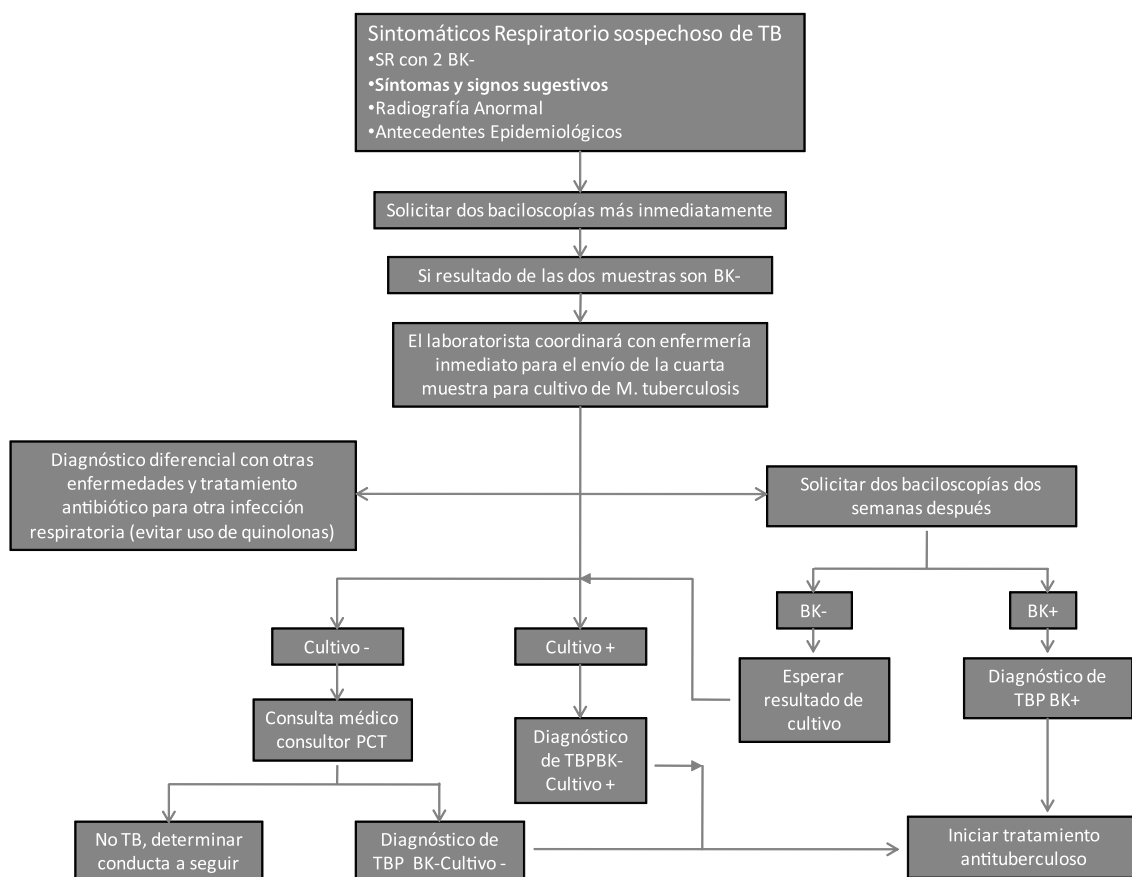 Sintomáticos Respiratorio sospechoso de TB
•SR con 2 BK-
•Síntomas y signos sugestivos
•Radiografía Anormal
•Antecedentes Epidemiológicos
Solicitar dos baciloscopías más inmediatamente
Si resultado de las dos muestras son BK-
El laboratorista coordinará con enfermería
inmediato para el envío de la cuarta
muestra para cultivo de M. tuberculosis
Diagnóstico diferencial con otras
enfermedades y tratamiento
antibiótico para otra infección
respiratoria (evitar uso de quinolonas)
Solicitar dos baciloscopías dos
semanas después
BK-
BK+
Cultivo -
Cultivo +
Esperar
resultado de
cultivo
Diagnóstico de
TBP BK+
Consulta médico
consultor PCT
Diagnóstico
de TBPBK-
Cultivo +
No TB, determinar
conducta a seguir
Diagnóstico de
TBP BK-Cultivo -
Iniciar tratamiento
antituberculoso